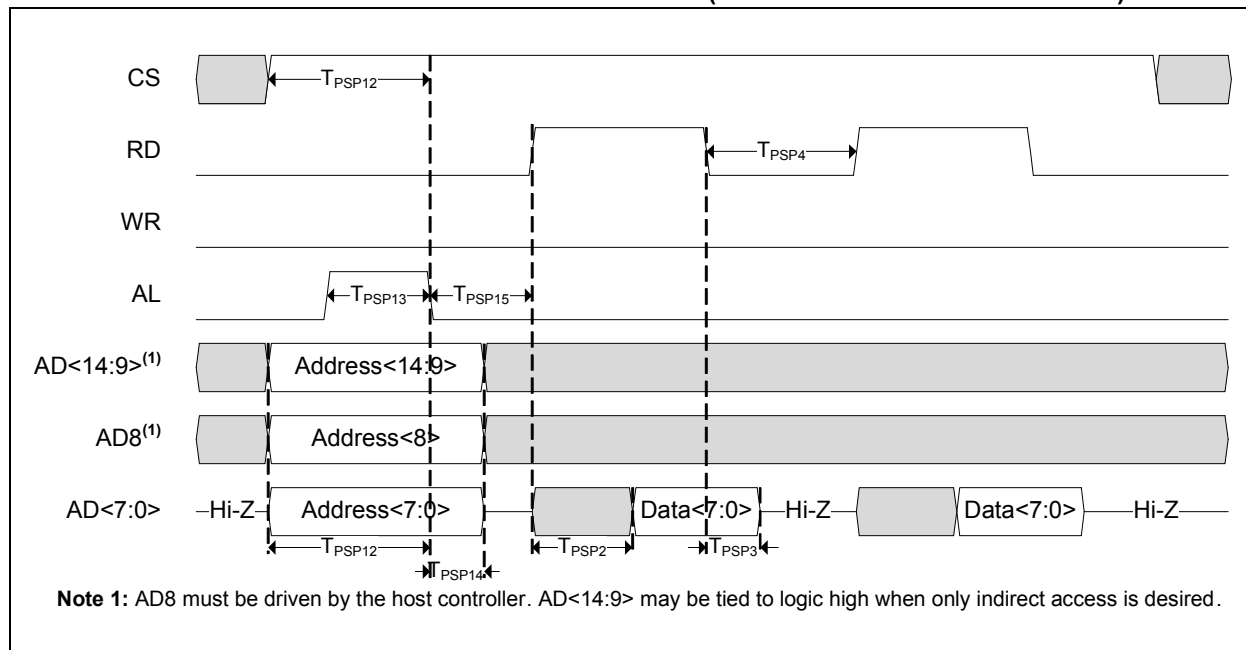 CS
T_PSP12
RD
T_PSP4
WR
AL
T_PSP13
T_PSP15
AD<14:9>(1)
Address<14:9>
AD8(1)
Address<8>
AD<7:0>
Hi-Z
Address<7:0>
Data<7:0>
Hi-Z
Data<7:0>
Hi-Z
T_PSP12
T_PSP2
T_PSP3
T_PSP14
Note 1: AD8 must be driven by the host controller. AD<14:9> may be tied to logic high when only indirect access is desired.